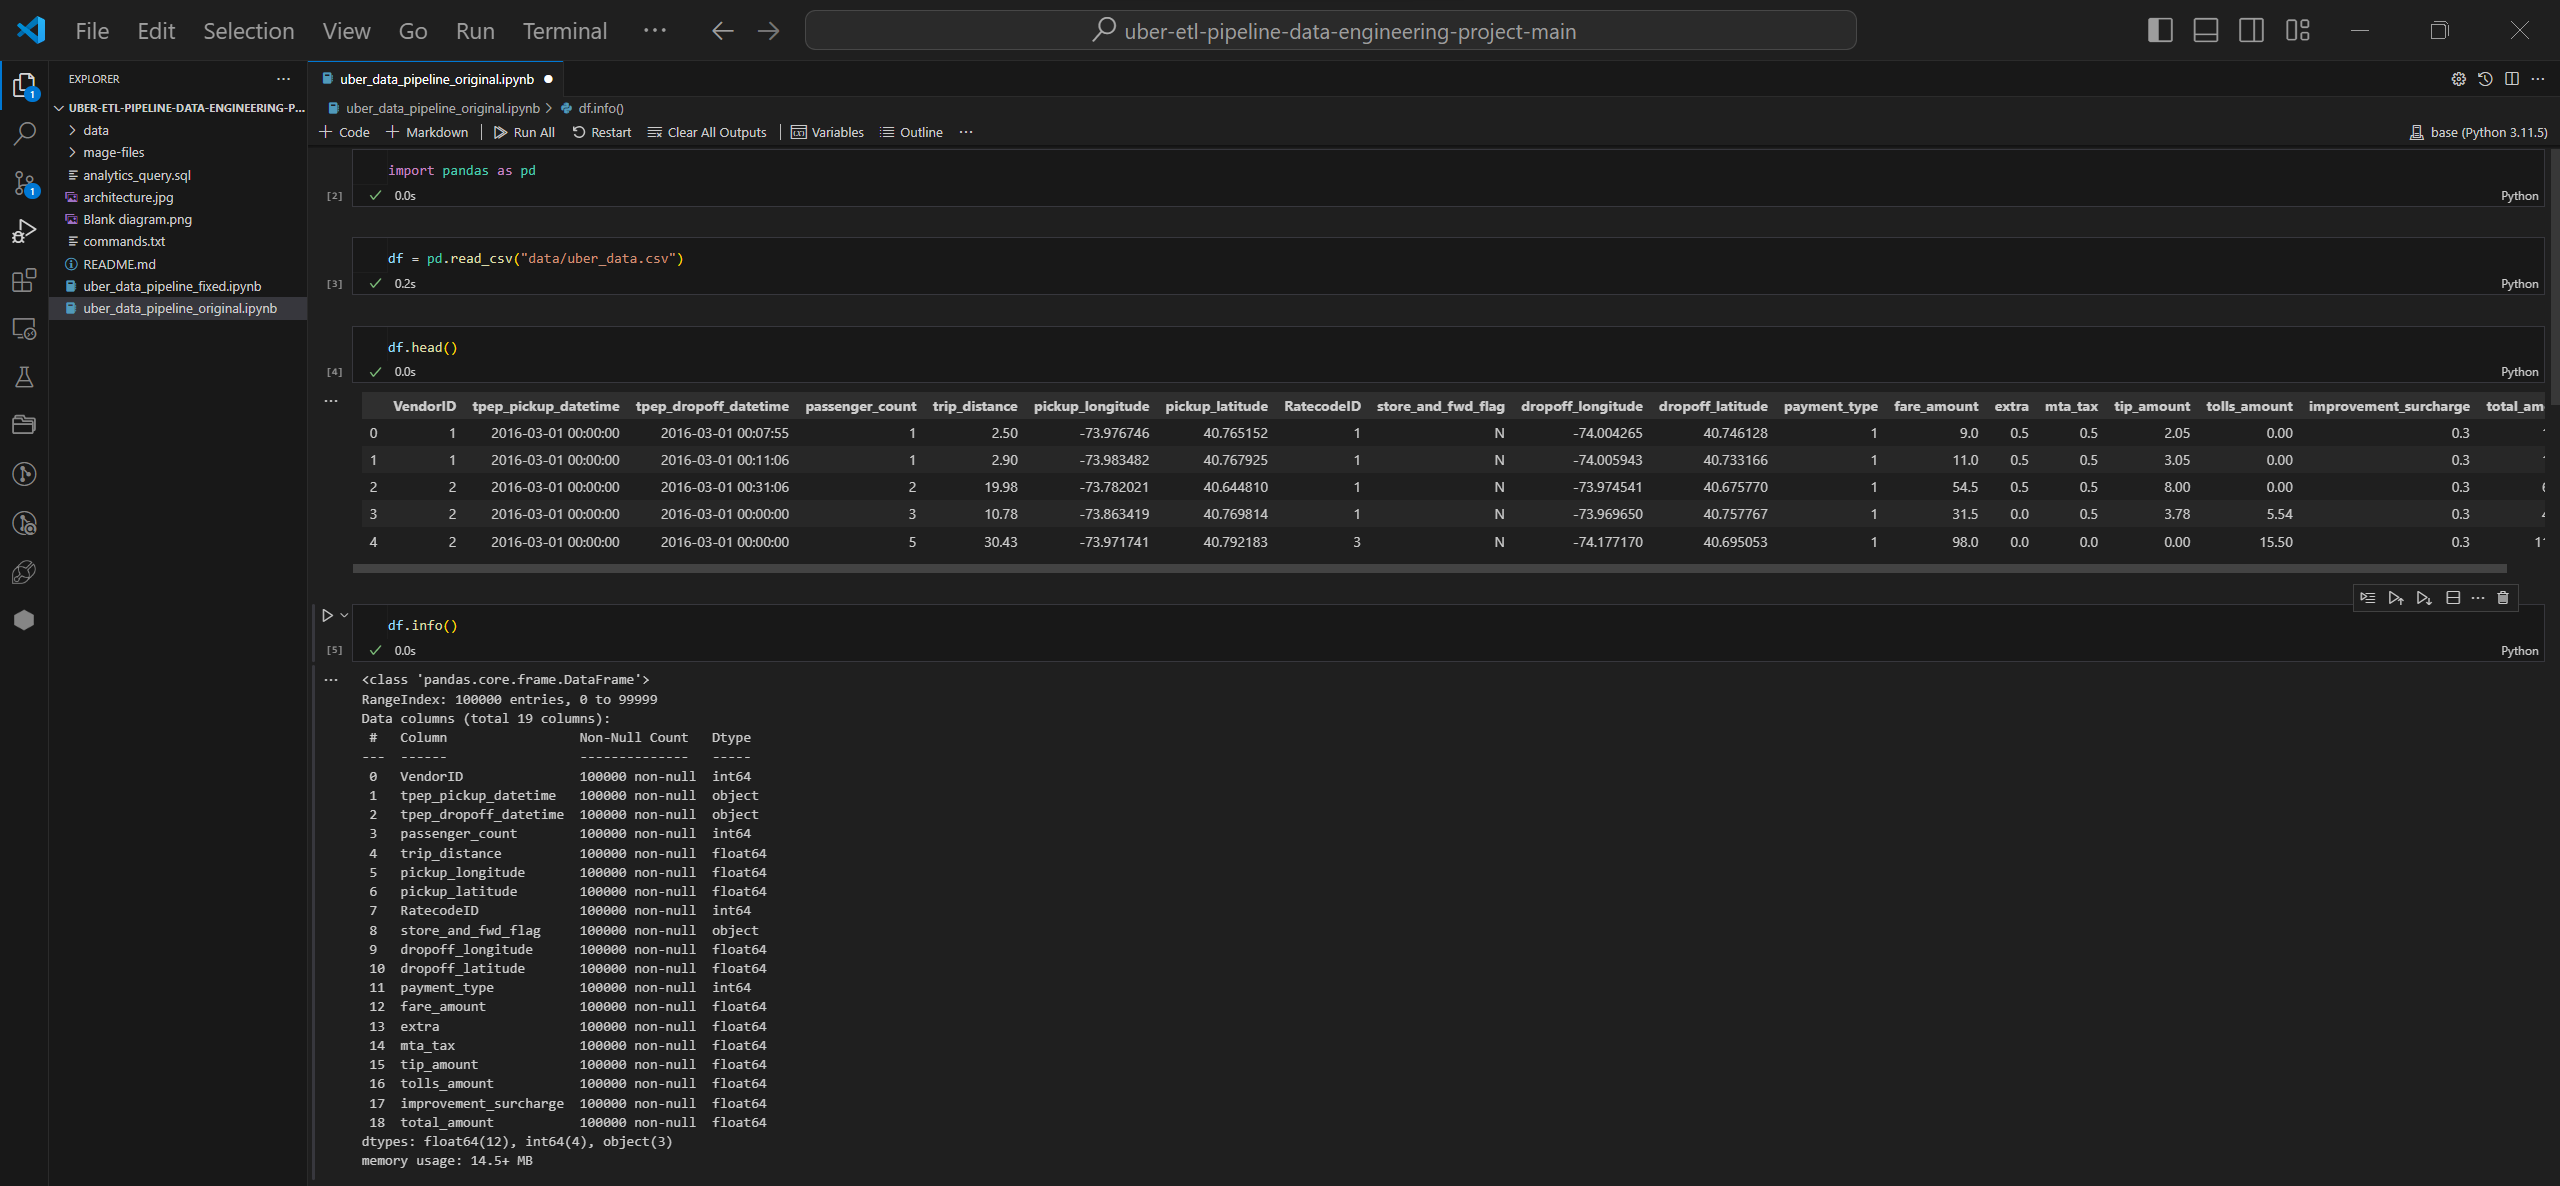 File Edit Selection View Go Run Terminal ··· uber-etl-pipeline-data-engineering-project-main
EXPLORER ···
UBER-ETL-PIPELINE-DATA-ENGINEERING-P...
data
mage-files
analytics_query.sql
architecture.jpg
Blank diagram.png
commands.txt
README.md
uber_data_pipeline_fixed.ipynb
uber_data_pipeline_original.ipynb
1
1
uber_data_pipeline_original.ipynb
uber_data_pipeline_original.ipynb > df.info()
+ Code + Markdown | Run All Restart Clear All Outputs | Variables Outline ··· base (Python 3.11.5)
import pandas as pd
[2] 0.0s Python
df = pd.read_csv("data/uber_data.csv")
[3] 0.2s Python
df.head()
[4] 0.0s Python
VendorID tpep_pickup_datetime tpep_dropoff_datetime passenger_count trip_distance pickup_longitude pickup_latitude RatecodeID store_and_fwd_flag dropoff_longitude dropoff_latitude payment_type fare_amount extra mta_tax tip_amount tolls_amount improvement_surcharge total_am
0 1 2016-03-01 00:00:00 2016-03-01 00:07:55 1 2.50 -73.976746 40.765152 1 N -74.004265 40.746128 1 9.0 0.5 0.5 2.05 0.00 0.3
1 1 2016-03-01 00:00:00 2016-03-01 00:11:06 1 2.90 -73.983482 40.767925 1 N -74.005943 40.733166 1 11.0 0.5 0.5 3.05 0.00 0.3
2 2 2016-03-01 00:00:00 2016-03-01 00:31:06 2 19.98 -73.782021 40.644810 1 N -73.974541 40.675770 1 54.5 0.5 0.5 8.00 0.00 0.3
3 2 2016-03-01 00:00:00 2016-03-01 00:00:00 3 10.78 -73.863419 40.769814 1 N -73.969650 40.757767 1 31.5 0.0 0.5 3.78 5.54 0.3
4 2 2016-03-01 00:00:00 2016-03-01 00:00:00 5 30.43 -73.971741 40.792183 3 N -74.177170 40.695053 1 98.0 0.0 0.0 0.00 15.50 0.3
df.info()
[5] 0.0s Python
<class 'pandas.core.frame.DataFrame'>
RangeIndex: 100000 entries, 0 to 99999
Data columns (total 19 columns):
# Column Non-Null Count Dtype
--- ------ -------------- -----
0 VendorID 100000 non-null int64
1 tpep_pickup_datetime 100000 non-null object
2 tpep_dropoff_datetime 100000 non-null object
3 passenger_count 100000 non-null int64
4 trip_distance 100000 non-null float64
5 pickup_longitude 100000 non-null float64
6 pickup_latitude 100000 non-null float64
7 RatecodeID 100000 non-null int64
8 store_and_fwd_flag 100000 non-null object
9 dropoff_longitude 100000 non-null float64
10 dropoff_latitude 100000 non-null float64
11 payment_type 100000 non-null int64
12 fare_amount 100000 non-null float64
13 extra 100000 non-null float64
14 mta_tax 100000 non-null float64
15 tip_amount 100000 non-null float64
16 tolls_amount 100000 non-null float64
17 improvement_surcharge 100000 non-null float64
18 total_amount 100000 non-null float64
dtypes: float64(12), int64(4), object(3)
memory usage: 14.5+ MB